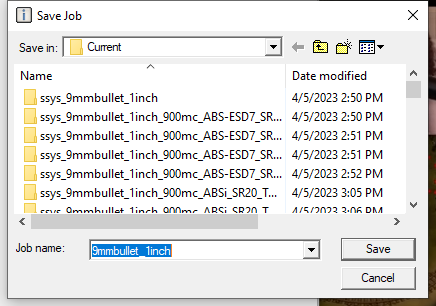 Save Job
Save in: Current
Name Date modified
ssys_9mmbullet_1inch 4/5/2023 2:50 PM
ssys_9mmbullet_1inch_900mc_ABS-ESD7_SR... 4/5/2023 2:50 PM
ssys_9mmbullet_1inch_900mc_ABS-ESD7_SR... 4/5/2023 2:51 PM
ssys_9mmbullet_1inch_900mc_ABS-ESD7_SR... 4/5/2023 2:51 PM
ssys_9mmbullet_1inch_900mc_ABS-ESD7_SR... 4/5/2023 2:52 PM
ssys_9mmbullet_1inch_900mc_ABSi_SR20_T... 4/5/2023 3:05 PM
ssys_9mmbullet_1inch_900mc_ABSi_SR20_T... 4/5/2023 3:06 PM
Job name: 9mmbullet_1inch Save
Cancel